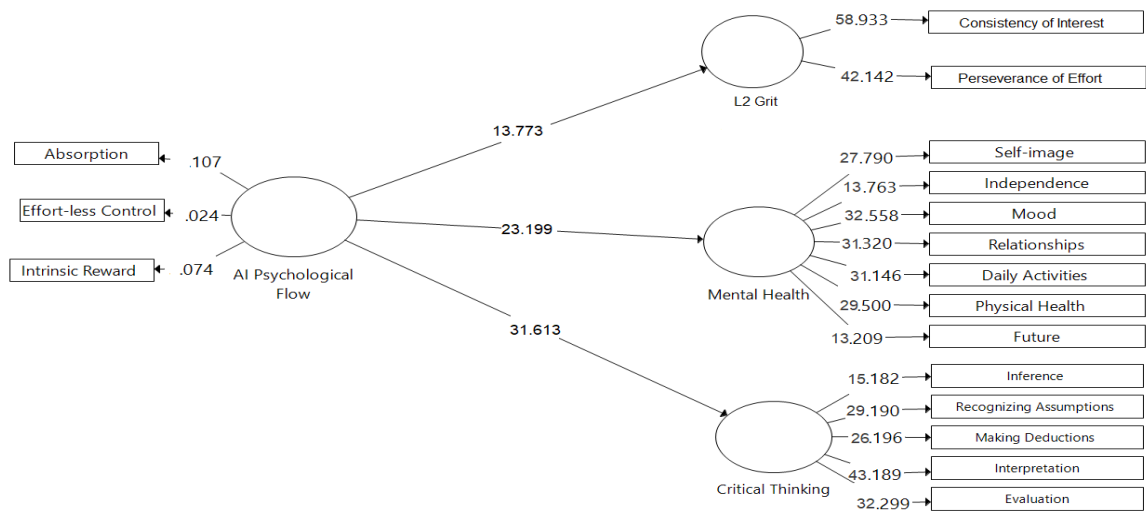 58.933
Consistency of Interest
42.142
Perseverance of Effort
L2 Grit
13.773
Absorption
.107
Effort-less Control
.024
Intrinsic Reward
.074
AI Psychological
Flow
23.199
27.790
Self-image
13.763
Independence
32.558
Mood
31.320
Relationships
31.146
Daily Activities
29.500
Physical Health
13.209
Future
Mental Health
31.613
15.182
Inference
29.190
Recognizing Assumptions
26.196
Making Deductions
43.189
Interpretation
32.299
Evaluation
Critical Thinking